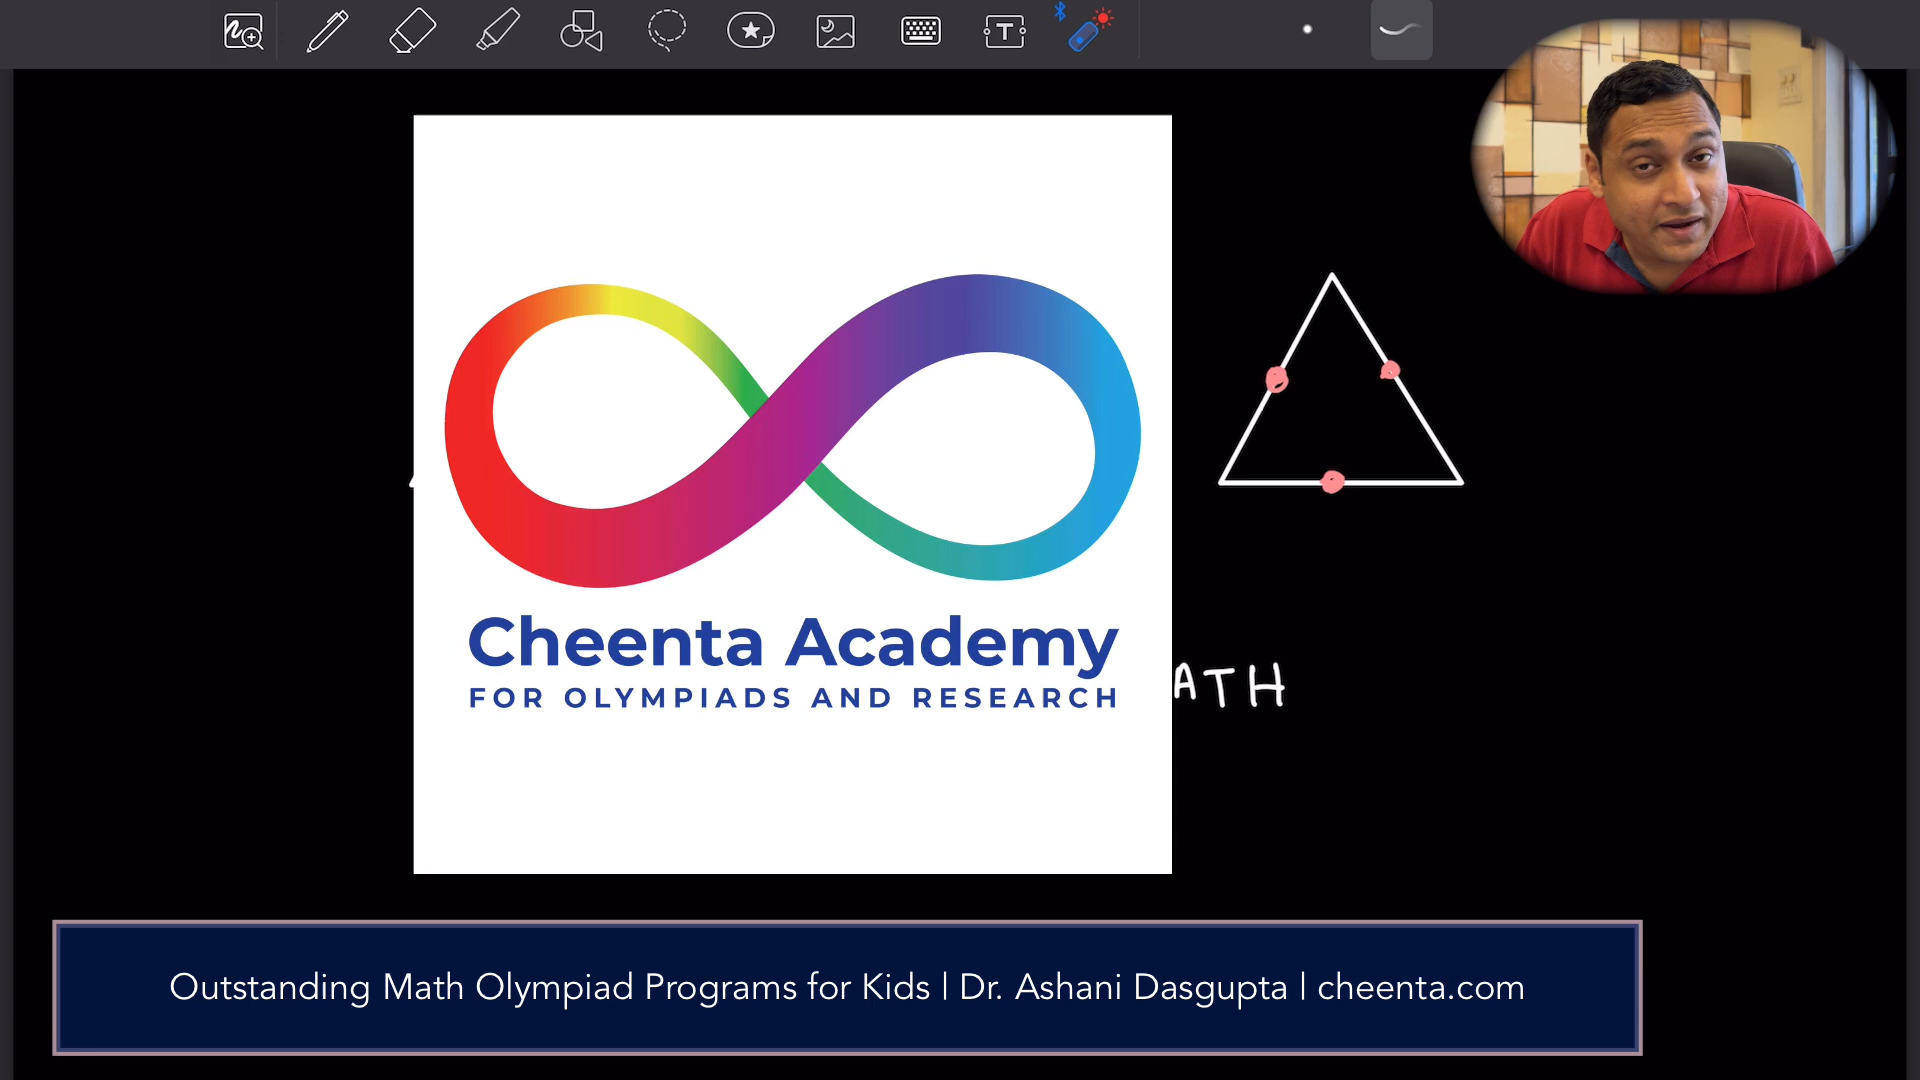 Cheenta Academy
FOR OLYMPIADS AND RESEARCH
ATH
Outstanding Math Olympiad Programs for Kids | Dr. Ashani Dasgupta | cheenta.com